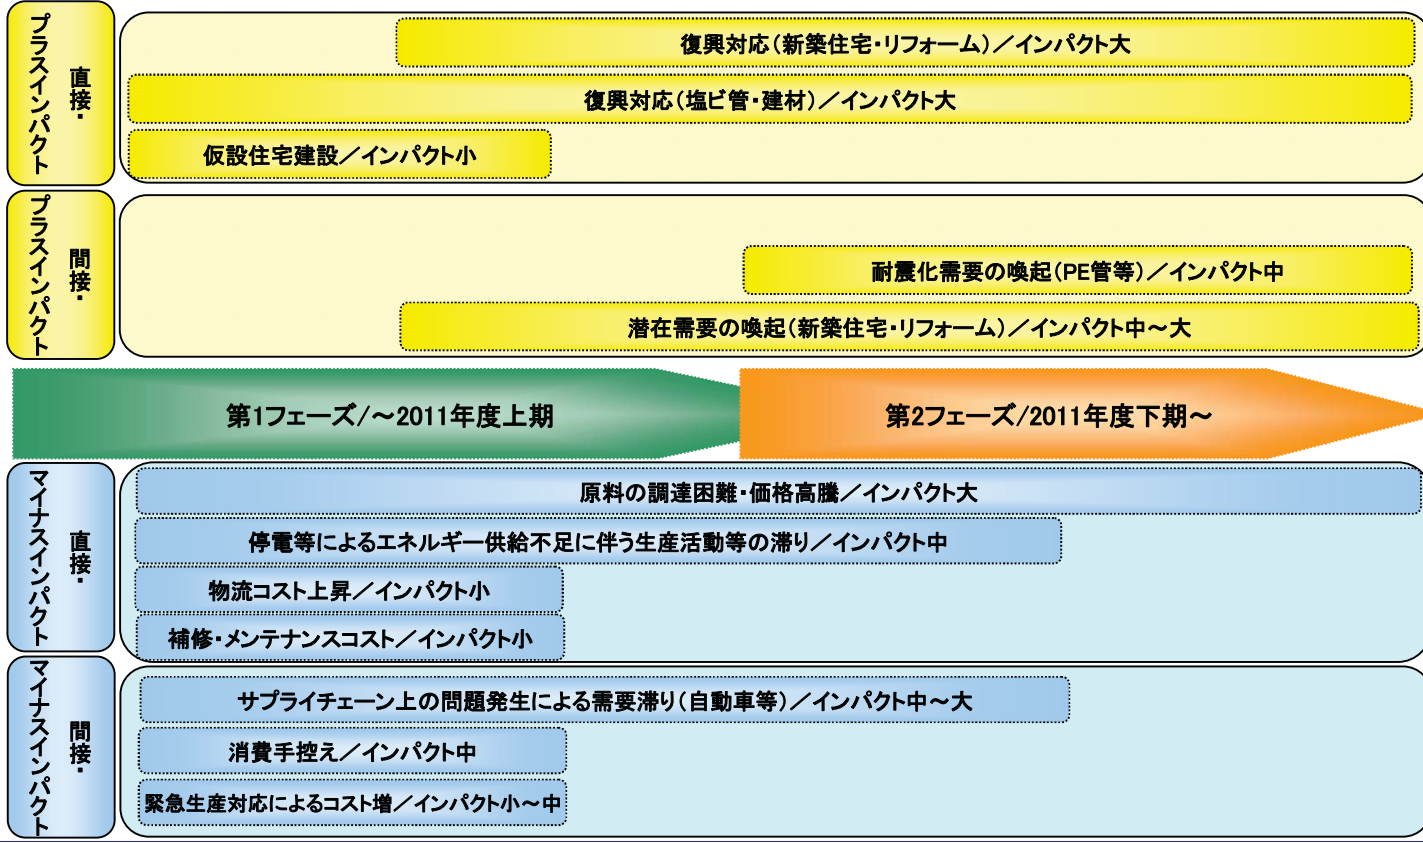 直接・
プラスインパクト
復興対応（新築住宅・リフォーム）／インパクト大
復興対応（塩ビ管・建材）／インパクト大
仮設住宅建設／インパクト小
間接・
プラスインパクト
耐震化需要の喚起（PE管等）／インパクト中
潜在需要の喚起（新築住宅・リフォーム）／インパクト中～大
第1フェーズ/～2011年度上期
第2フェーズ/2011年度下期～
直接・
マイナスインパクト
原料の調達困難・価格高騰／インパクト大
停電等によるエネルギー供給不足に伴う生産活動等の滞り／インパクト中
物流コスト上昇／インパクト小
補修・メンテナンスコスト／インパクト小
間接・
マイナスインパクト
サプライチェーン上の問題発生による需要滞り（自動車等）／インパクト中～大
消費手控え／インパクト中
緊急生産対応によるコスト増／インパクト小～中